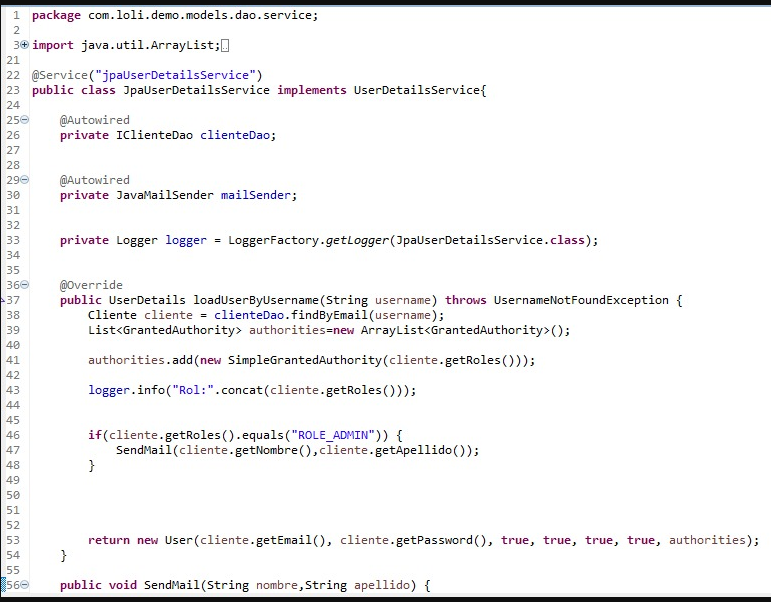 1 package com.loli.demo.models.dao.service;
2
3 import java.util.ArrayList;
21
22 @Service("jpaUserDetailsService")
23 public class JpaUserDetailsService implements UserDetailsService{
24
25 @Autowired
26 private IClienteDao clienteDao;
27
28
29 @Autowired
30 private JavaMailSender mailSender;
31
32
33 private Logger logger = LoggerFactory.getLogger(JpaUserDetailsService.class);
34
35
36 @Override
37 public UserDetails loadUserByUsername(String username) throws UsernameNotFoundException {
38 Cliente cliente = clienteDao.findByEmail(username);
39 List<GrantedAuthority> authorities=new ArrayList<GrantedAuthority>();
40
41 authorities.add(new SimpleGrantedAuthority(cliente.getRoles()));
42
43 logger.info("Rol:".concat(cliente.getRoles()));
44
45
46 if(cliente.getRoles().equals("ROLE_ADMIN")) {
47 SendMail(cliente.getNombre(),cliente.getApellido());
48 }
49
50
51
52
53 return new User(cliente.getEmail(), cliente.getPassword(), true, true, true, true, authorities);
54 }
55
56 public void SendMail(String nombre,String apellido) {